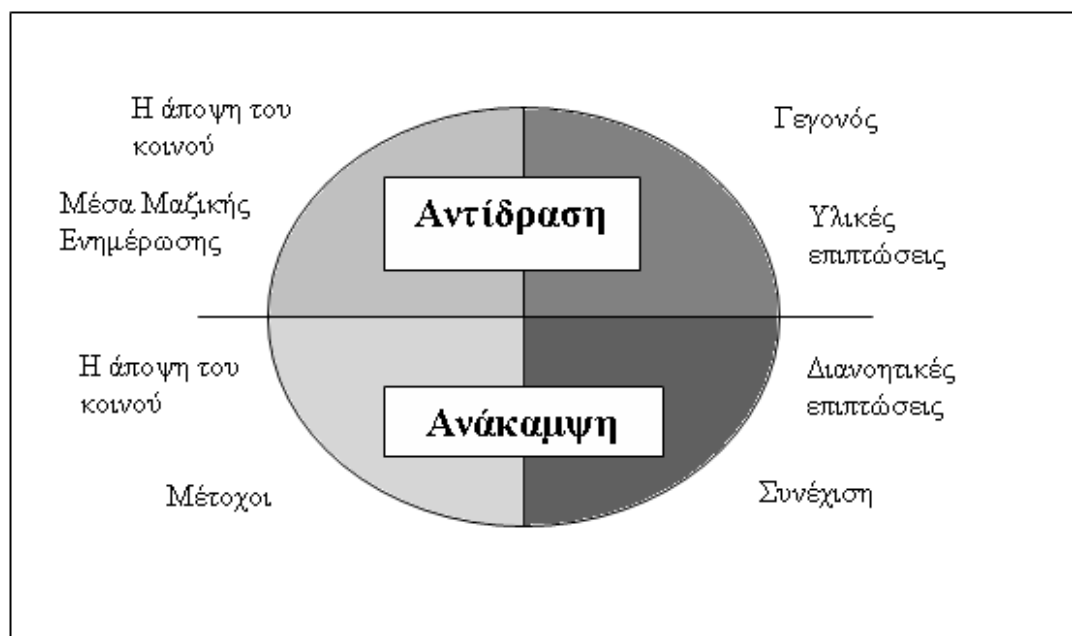 Η άποψη του
κοινού
Μέσα Μαζικής
Ενημέρωσης
Αντίδραση
Γεγονός
Υλικές
επιπτώσεις
Η άποψη του
κοινού
Μέτοχοι
Ανάκαμψη
Διανοητικές
επιπτώσεις
Συνέχιση